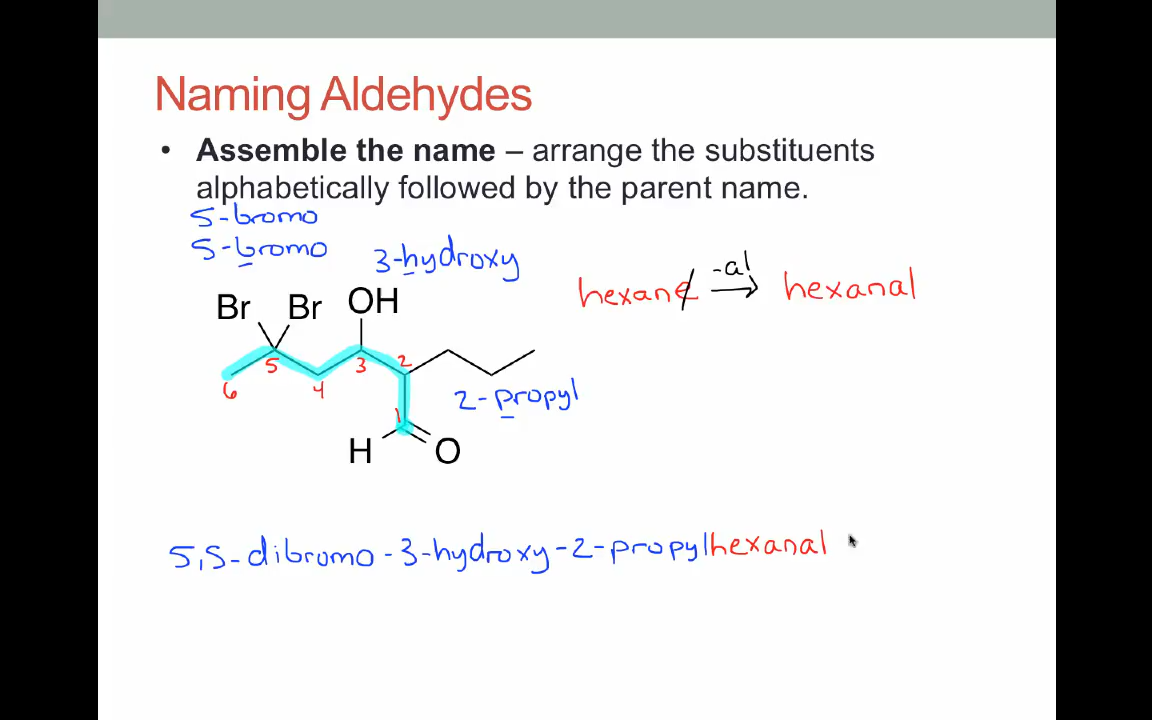 Naming Aldehydes
• Assemble the name – arrange the substituents
alphabetically followed by the parent name.
5-bromo
5-bromo
3-hydroxy
hexane -al → hexanal
Br Br OH
6 5 4 3 2
2-propyl
1
H O
5,5-dibromo-3-hydroxy-2-propylhexanal